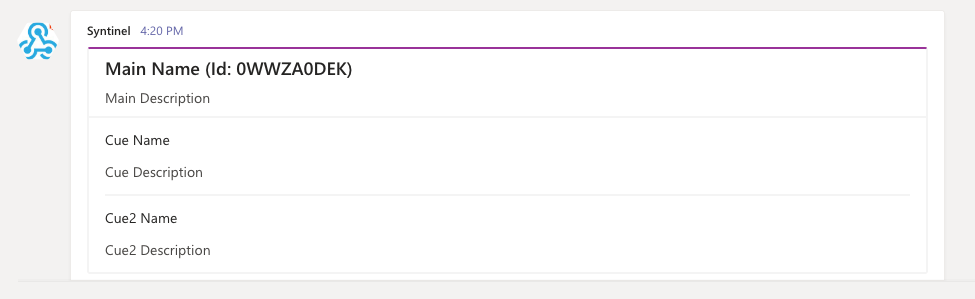 Syntinel 4:20 PM
Main Name (Id: 0WWZA0DEK)
Main Description
Cue Name
Cue Description
Cue2 Name
Cue2 Description